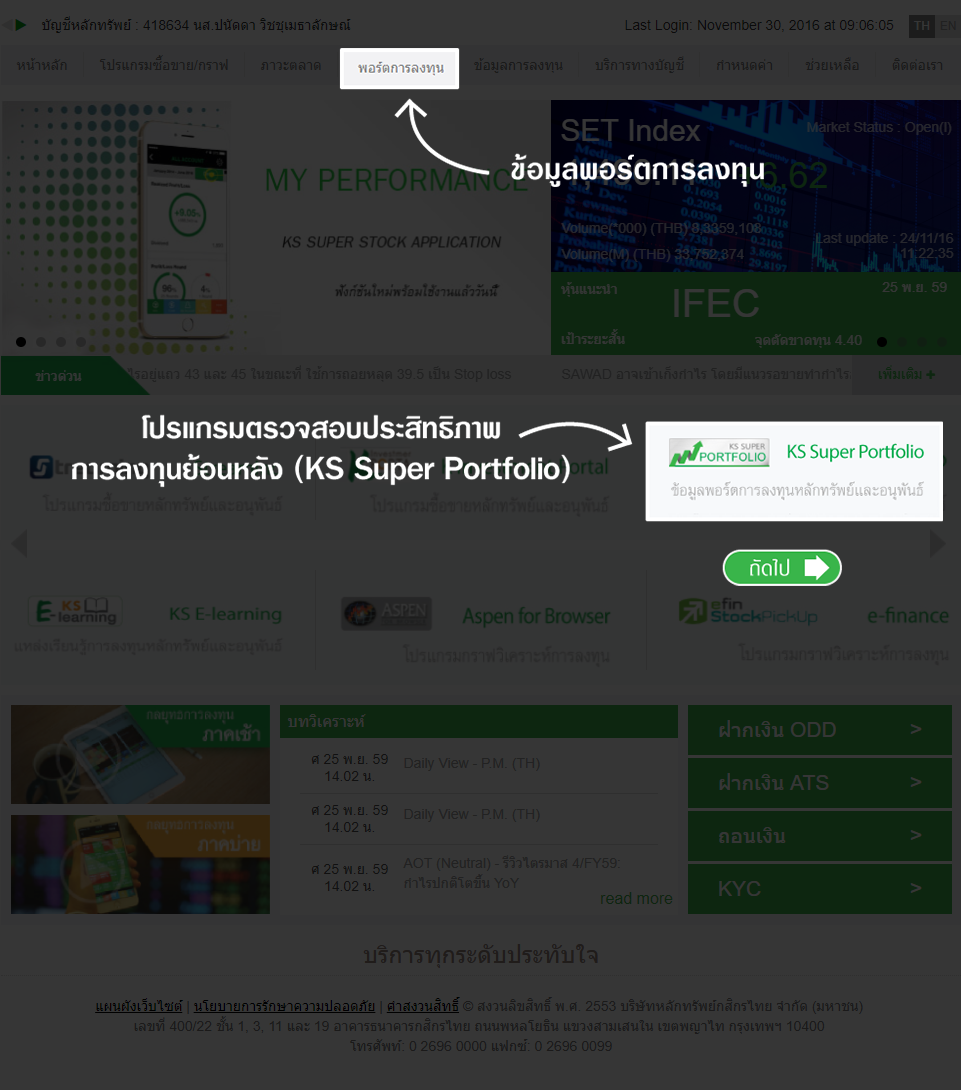 บัญชีหลักทรัพย์ : 418634 นส.ปนัดดา วิชชุเมธาลักษณ์
Last Login: November 30, 2016 at 09:06:05 TH EN
หน้าหลัก โปรแกรมซื้อขาย/กราฟ ภาวะตลาด พอร์ตการลงทุน ข้อมูลการลงทุน บริการทางบัญชี กำหนดค่า ช่วยเหลือ ติดต่อเรา
SET Index
Market Status : Open(I)
ข้อมูลพอร์ตการลงทุน
MY PERFORMANCE
KS SUPER STOCK APPLICATION
ฟังก์ชันใหม่พร้อมใช้งานแล้ววันนี้
Volume(M) (THB) 33,752,374
Last update : 24/11/16
11:22:35
หุ้นแนะนำ
IFEC
25 พ.ย. 59
เป้าระยะสั้น
จุดตัดขาดทุน 4.40
ข่าวด่วน
43 และ 45 ในขณะที่ ใช้การถอยหลุด 39.5 เป็น Stop loss
SAWAD อาจเข้าเก็งกำไร โดยมีแนวรอขายทำกำไร
เพิ่มเติม +
โปรแกรมตรวจสอบประสิทธิภาพ
การลงทุนย้อนหลัง (KS Super Portfolio)
KS SUPER
PORTFOLIO
KS Super Portfolio
ข้อมูลพอร์ตการลงทุนหลักทรัพย์และอนุพันธ์
โปรแกรมซื้อขายหลักทรัพย์และอนุพันธ์
โปรแกรมซื้อขายหลักทรัพย์และอนุพันธ์
ถัดไป
KS
E-learning
KS E-learning
แหล่งเรียนรู้การลงทุนหลักทรัพย์และอนุพันธ์
ASPEN
Aspen for Browser
โปรแกรมกราฟวิเคราะห์การลงทุน
efin
StockPickUp
e-finance
โปรแกรมกราฟวิเคราะห์การลงทุน
กลยุทธ์การลงทุน
ภาคเช้า
กลยุทธ์การลงทุน
ภาคบ่าย
บทวิเคราะห์
ศ 25 พ.ย. 59
14.02 น.
Daily View - P.M. (TH)
ศ 25 พ.ย. 59
14.02 น.
Daily View - P.M. (TH)
ศ 25 พ.ย. 59
14.02 น.
AOT (Neutral) - รีวิวไตรมาส 4/FY59:
กำไรปกติโตขึ้น YoY
read more
ฝากเงิน ODD >
ฝากเงิน ATS >
ถอนเงิน >
KYC >
บริการทุกระดับประทับใจ
แผนผังเว็บไซต์ | นโยบายการรักษาความปลอดภัย | คำสงวนสิทธิ์ © สงวนลิขสิทธิ์ พ.ศ. 2553 บริษัทหลักทรัพย์กสิกรไทย จำกัด (มหาชน)
เลขที่ 400/22 ชั้น 1, 3, 11 และ 19 อาคารธนาคารกสิกรไทย ถนนพหลโยธิน แขวงสามเสนใน เขตพญาไท กรุงเทพฯ 10400
โทรศัพท์: 0 2696 0000 แฟกซ์: 0 2696 0099